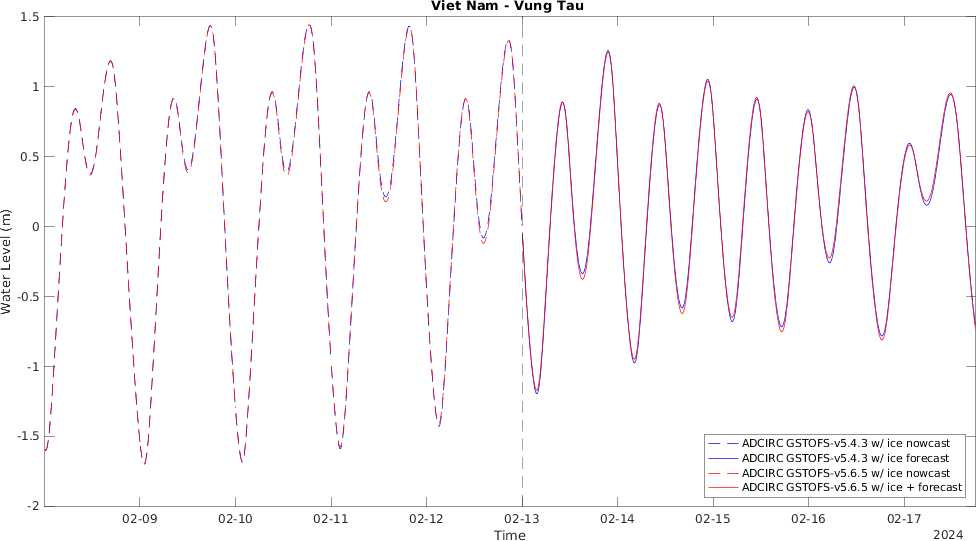 Viet Nam - Vung Tau
Water Level (m)
1.5
1
0.5
0
-0.5
-1
-1.5
-2
ADCIRC GSTOFS-v5.4.3 w/ ice nowcast
ADCIRC GSTOFS-v5.4.3 w/ ice forecast
ADCIRC GSTOFS-v5.6.5 w/ ice nowcast
ADCIRC GSTOFS-v5.6.5 w/ ice + forecast
02-09 02-10 02-11 02-12 02-13 02-14 02-15 02-16 02-17
Time
2024